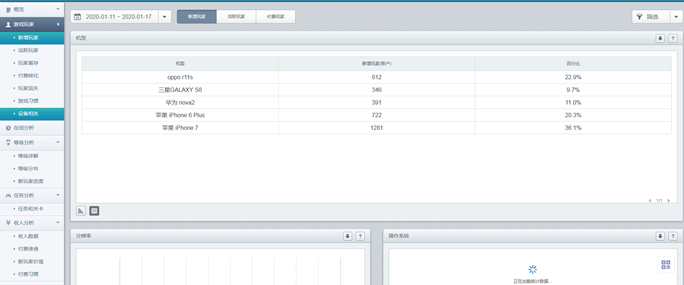 概览
2020-01-11 ~ 2020-01-17
新增玩家
活跃玩家
付费玩家
筛选
游戏玩家
新增玩家
活跃玩家
玩家留存
付费转化
玩家流失
游戏习惯
设备相关
在线分析
等级分析
等级详解
等级分布
新玩家进度
任务分析
任务和关卡
收入分析
收入数据
付费渗透
新玩家价值
付费习惯
机型
? 
机型 新增玩家(账户) 百分比
oppo r11s 812 22.9%
三星GALAXY S8 346 9.7%
华为 nova2 391 11.0%
苹果 iPhone 6 Plus 722 20.3%
苹果 iPhone 7 1281 36.1%
1/1
分辨率
?
操作系统
?
正在加载统计数据...